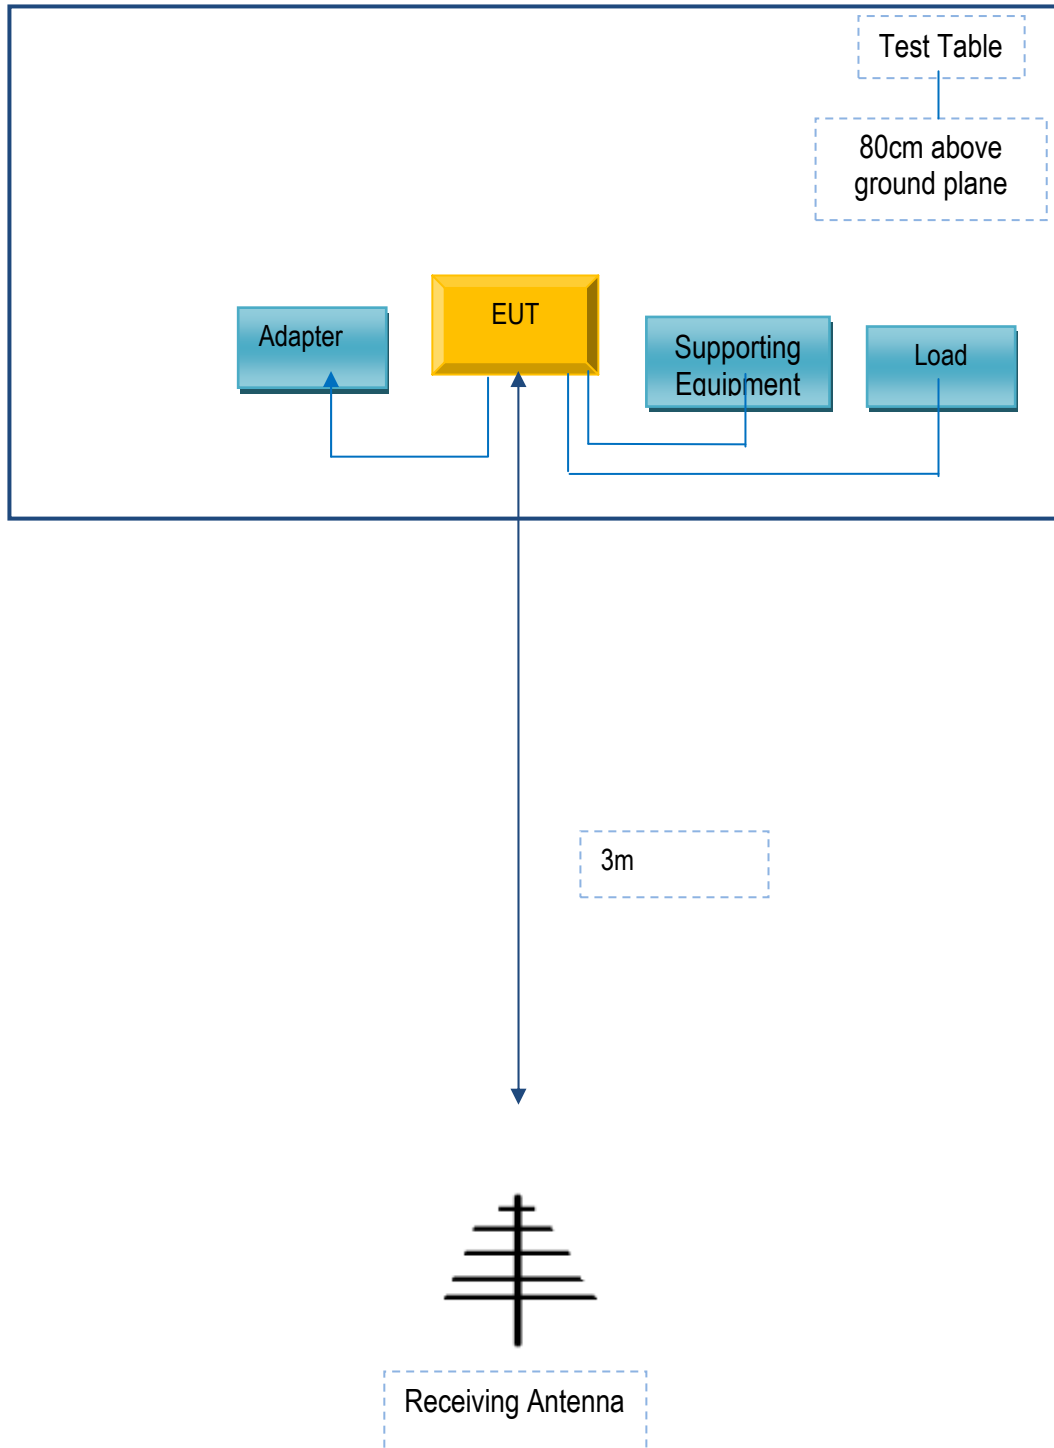 Test Table
80cm above
ground plane
EUT
Adapter
Supporting
Equipment
Load
3m
Receiving Antenna